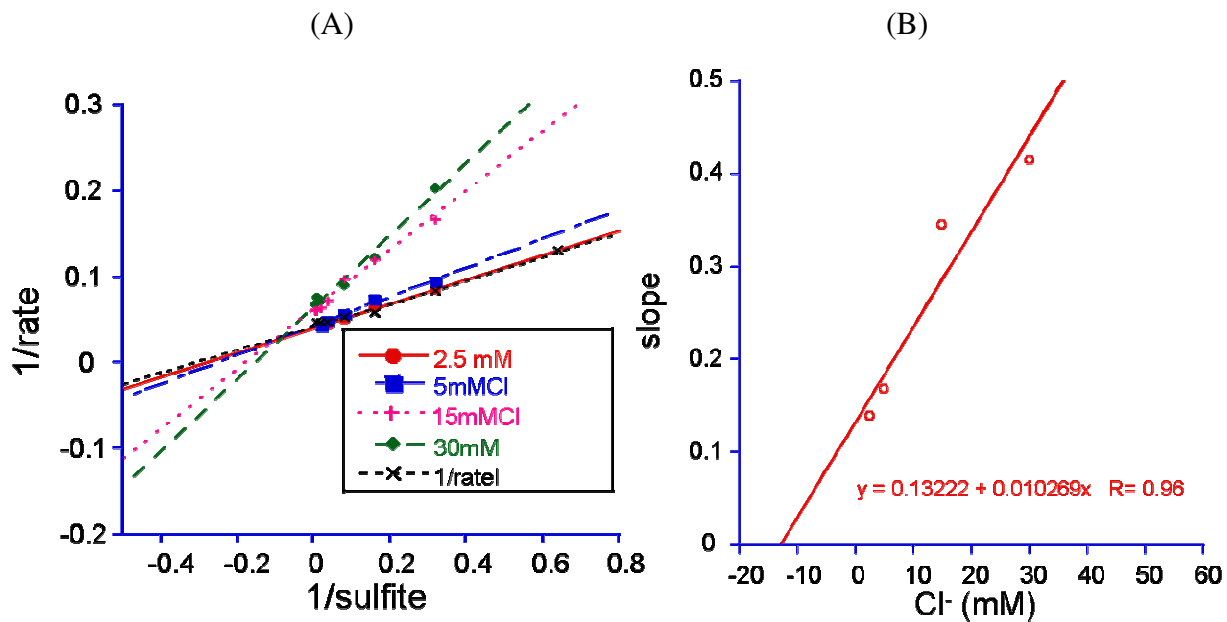 (A)
(B)
0.3
0.2
0.1
0
-0.1
-0.2
1/rate
-0.4
-0.2
0
0.2
0.4
0.6
0.8
1/sulfite
2.5 mM
5mMCl
15mMCl
30mM
1/rateI
0.5
0.4
0.3
0.2
0.1
0
slope
y = 0.13222 + 0.010269x R= 0.96
-20
-10
0
10
20
30
40
50
60
Cl⁻ (mM)